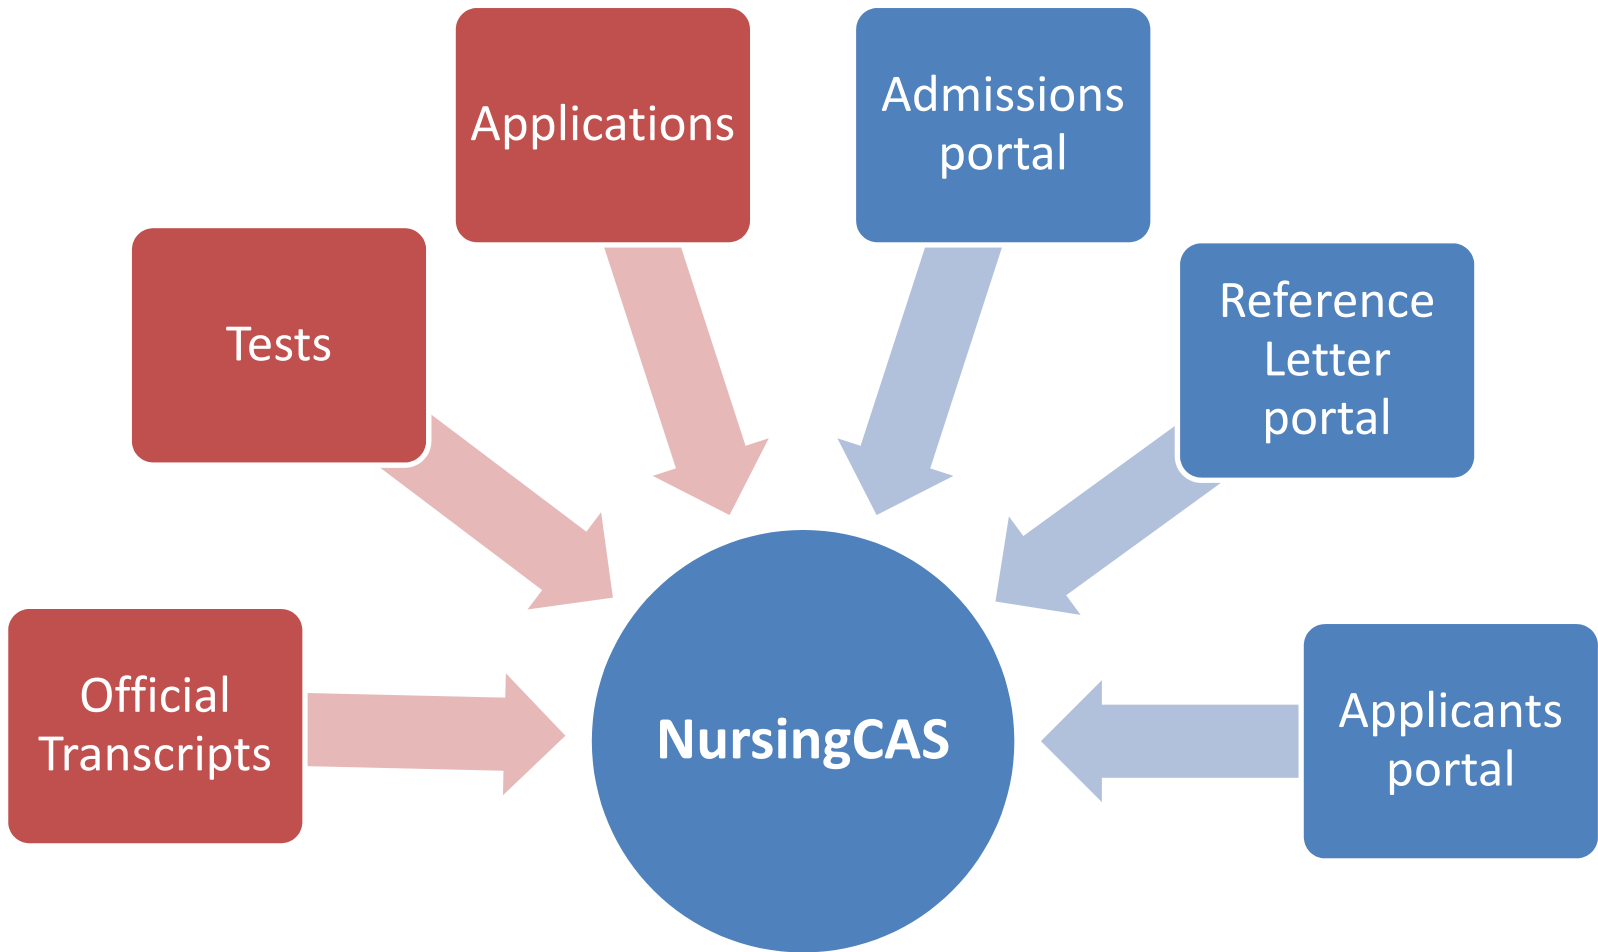 Applications
Admissions
portal
Tests
Reference
Letter
portal
Official
Transcripts
NursingCAS
Applicants
portal